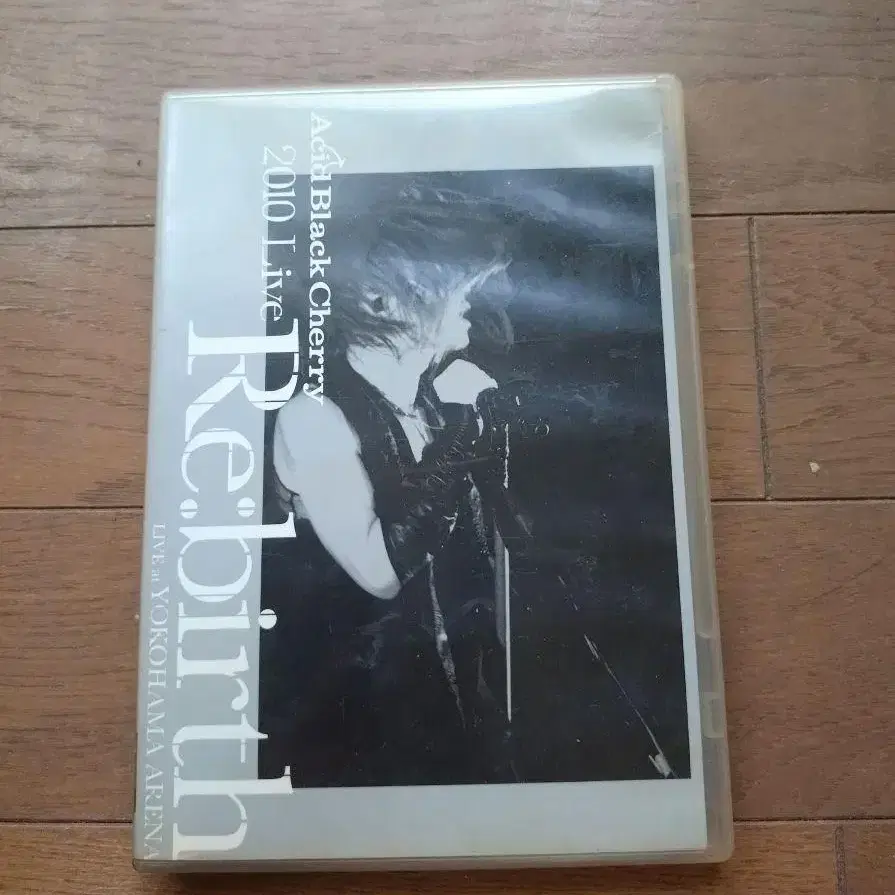 Acid Black Cherry
2010 Live
Re:birth
LIVE at YOKOHAMA ARENA